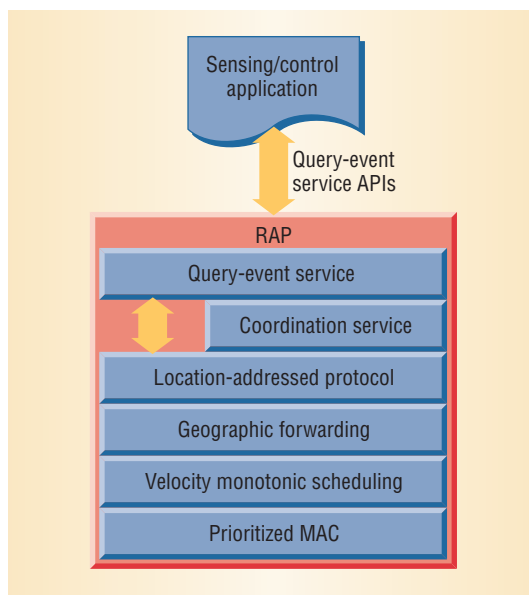 Sensing/control
application
Query-event
service APIs
RAP
Query-event service
Coordination service
Location-addressed protocol
Geographic forwarding
Velocity monotonic scheduling
Prioritized MAC